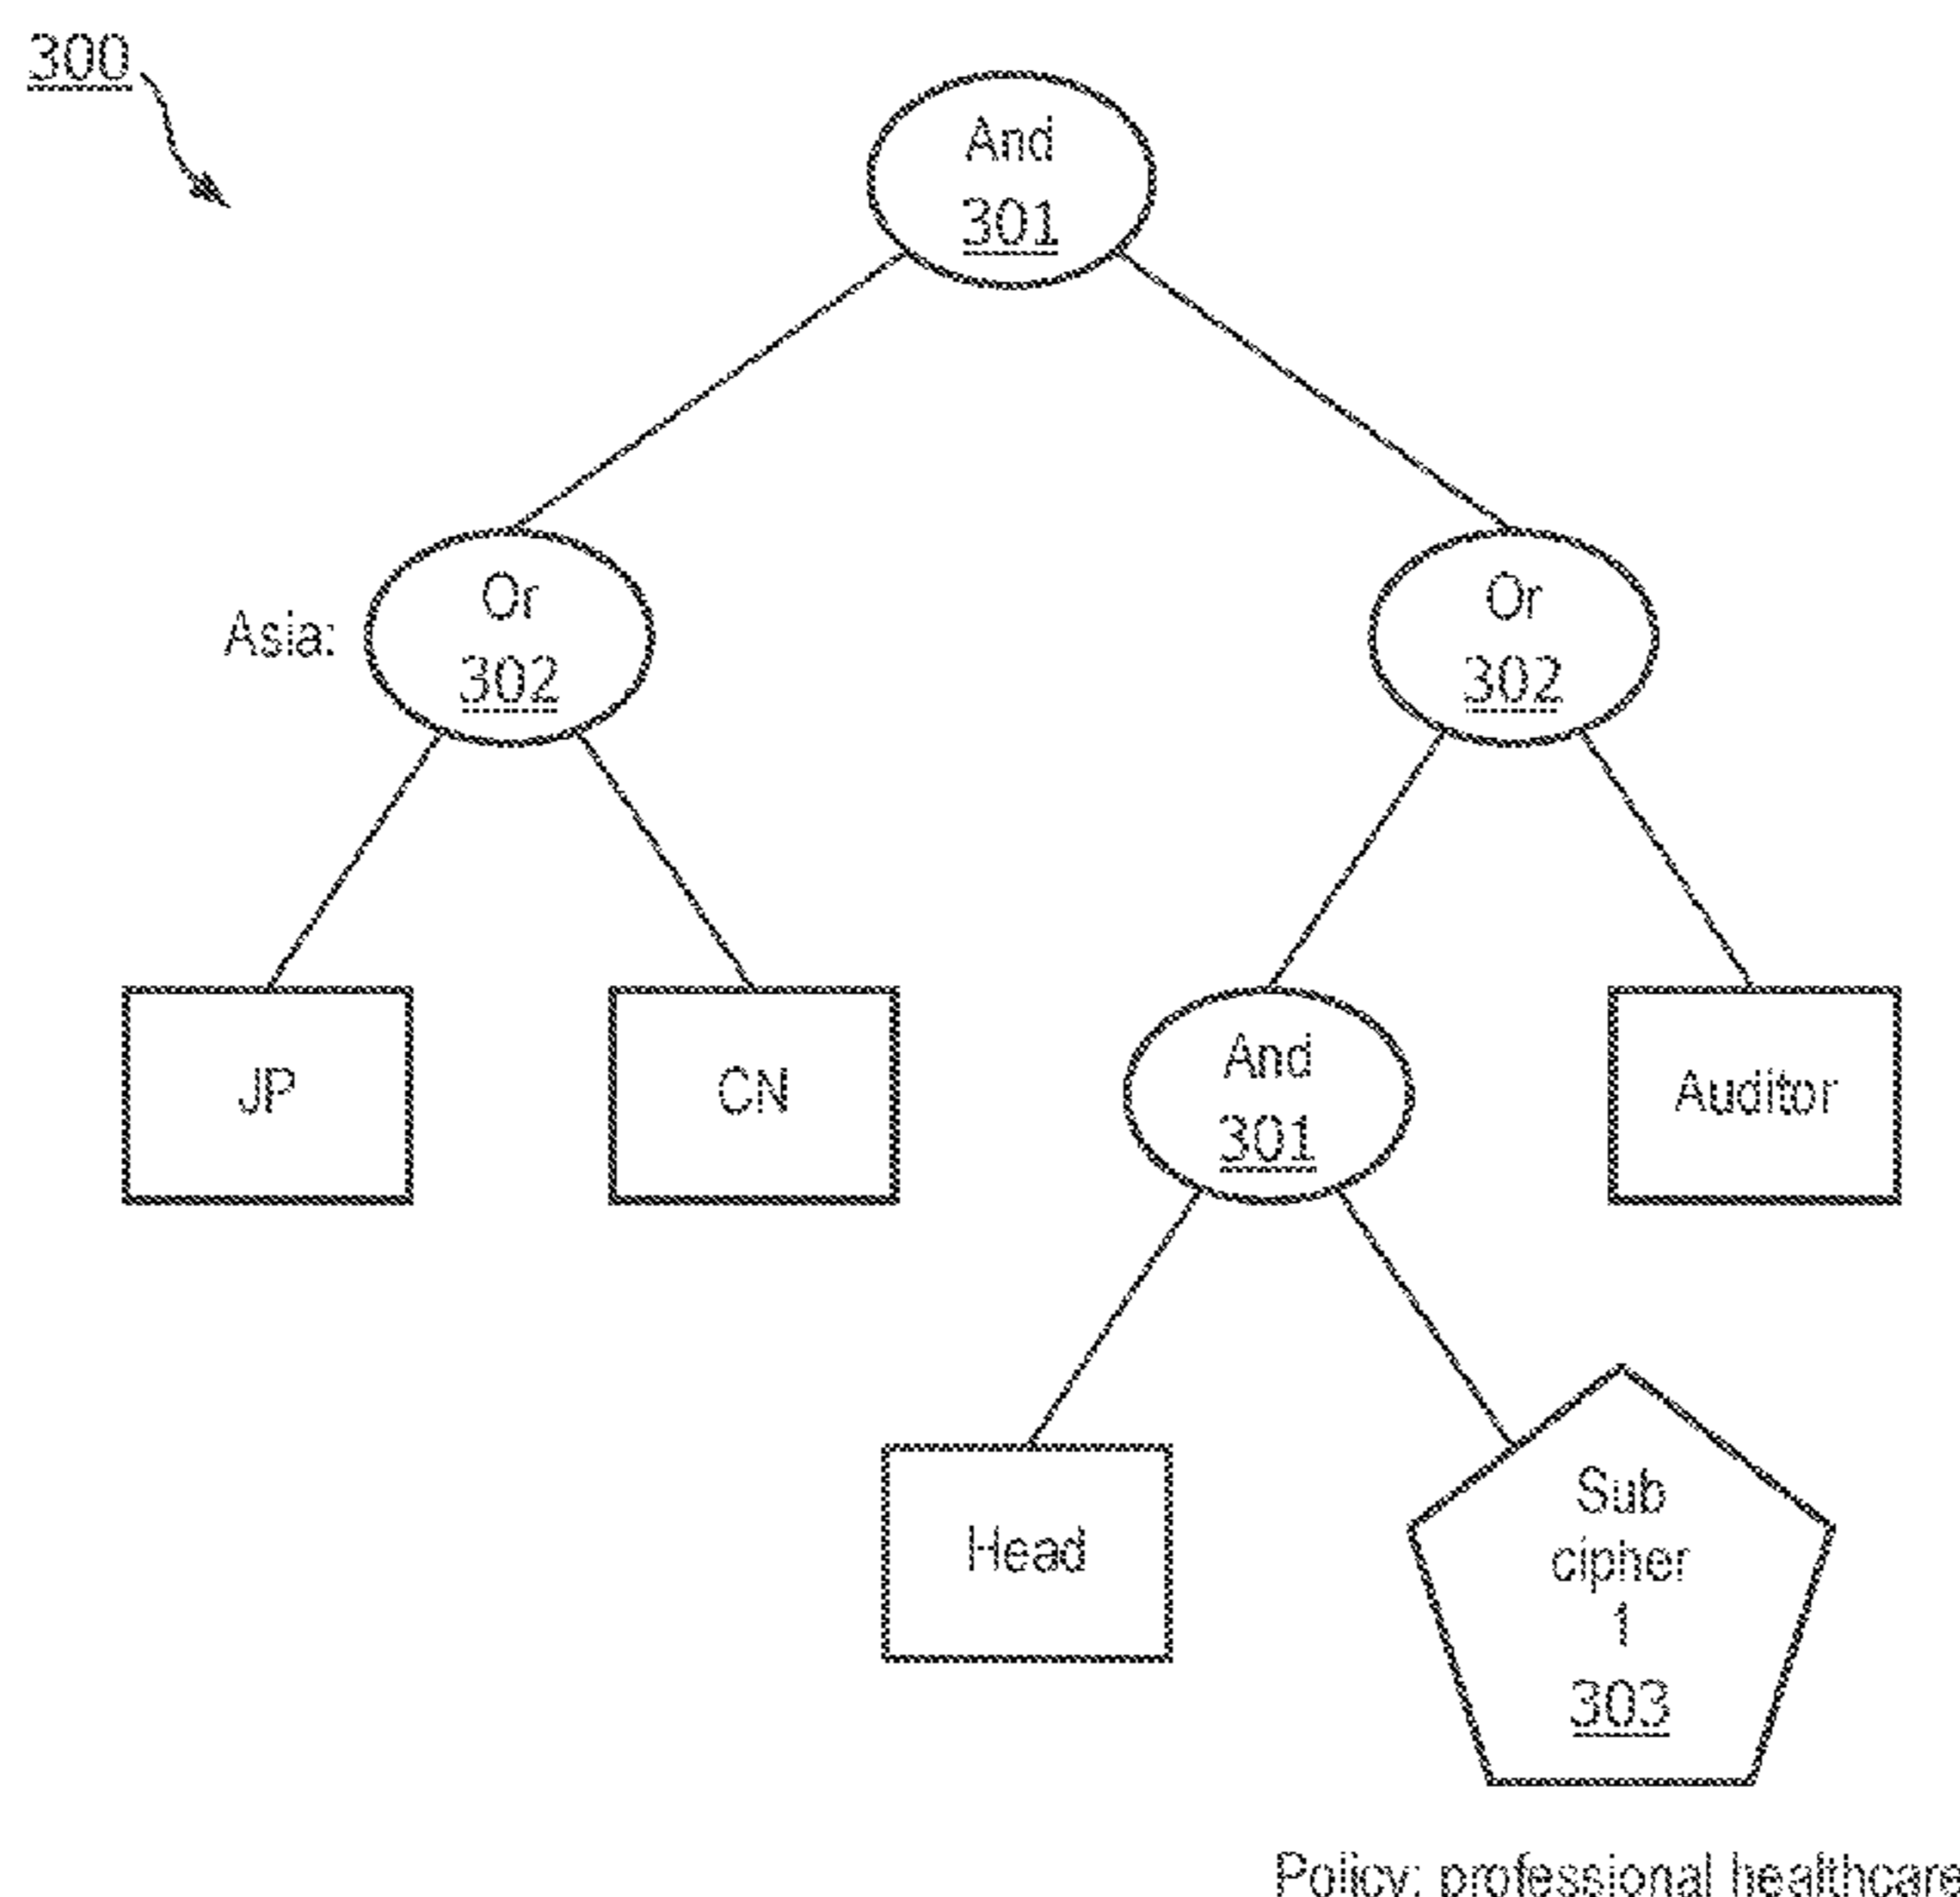 300
And
301
Asia:
Or
302
Or
302
JP
CN
And
301
Auditor
Head
Sub
cipher
1
303
Policy: professional healthcare